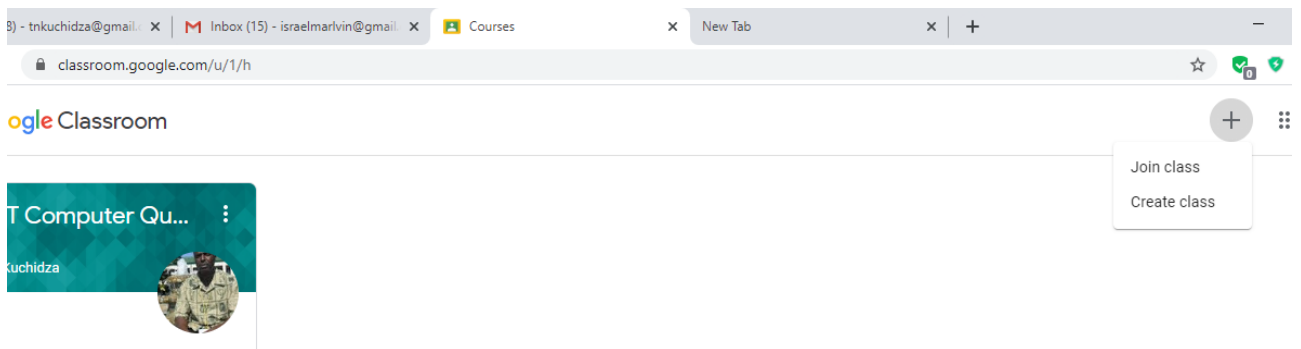 8) - tnkuchidza@gmail. Inbox (15) - israelmarlvin@gmail. Courses New Tab
classroom.google.com/u/1/h
0
ogle Classroom
Join class
Create class
T Computer Qu...
Kuchidza